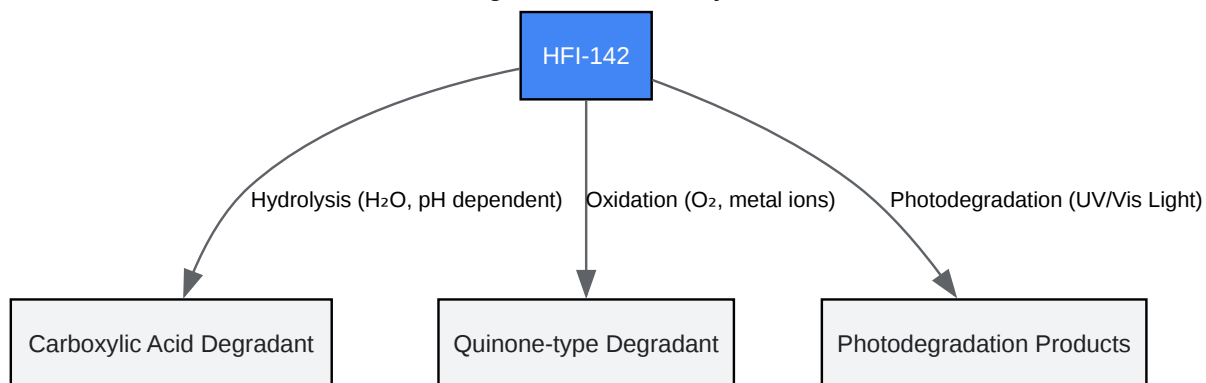 HFI-142
Hydrolysis (H₂O, pH dependent)
Oxidation (O₂, metal ions)
Photodegradation (UV/Vis Light)
Carboxylic Acid Degradant
Quinone-type Degradant
Photodegradation Products